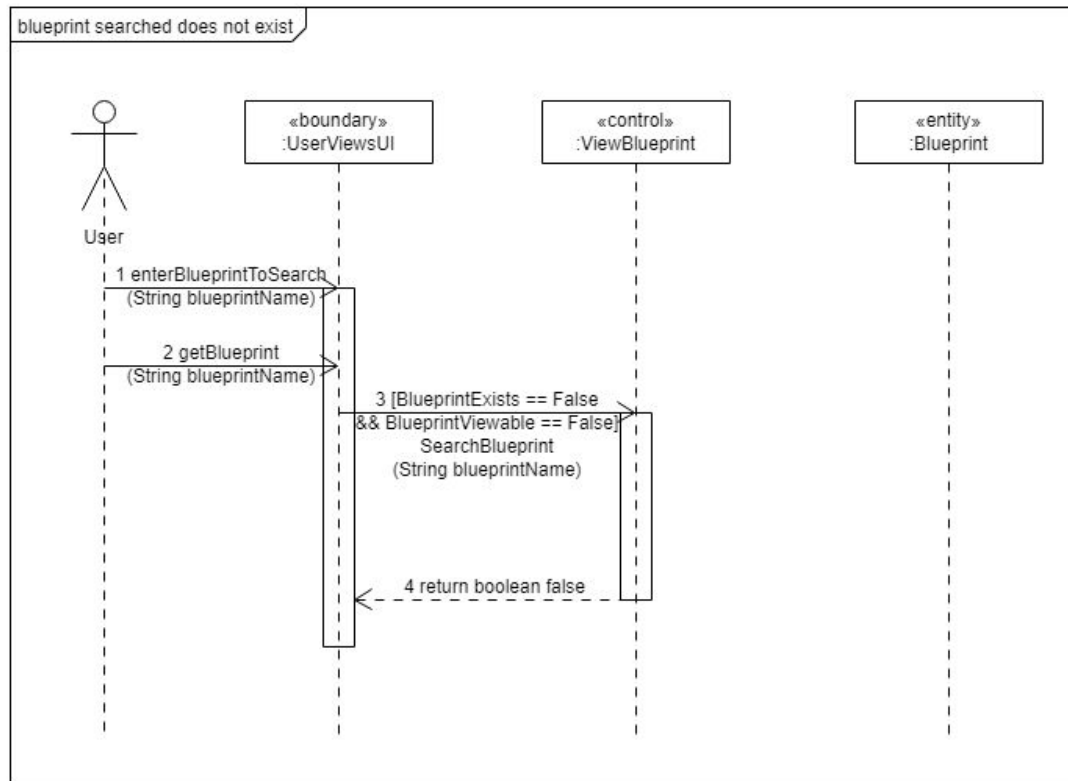 blueprint searched does not exist
«boundary»
:UserViewsUI
«control»
:ViewBlueprint
«entity»
:Blueprint
User
1 enterBlueprintToSearch
(String blueprintName)
2 getBlueprint
(String blueprintName)
3 [BlueprintExists == False
&& BlueprintViewable == False]
SearchBlueprint
(String blueprintName)
4 return boolean false